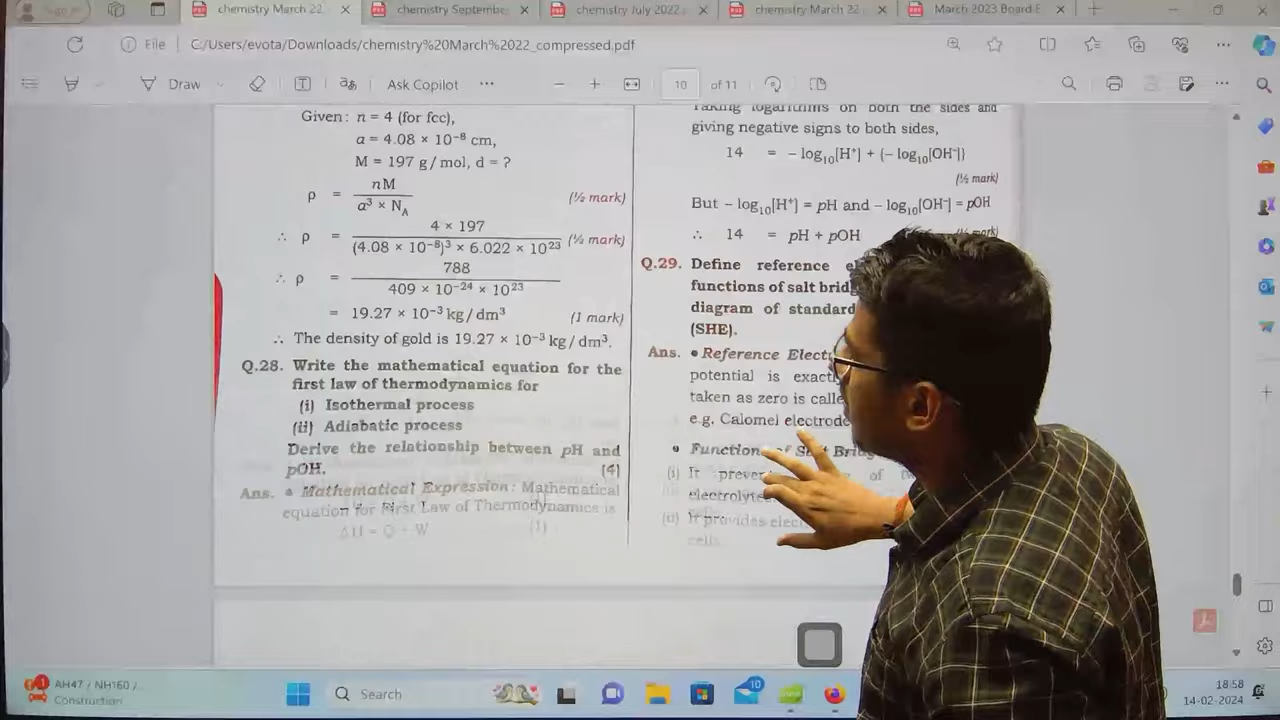 Sign in
chemistry March 22
chemistry Septembe
chemistry July 2022
chemistry March 22
March 2023 Board E
File
C:/Users/evota/Downloads/chemistry%20March%2022_compressed.pdf
Draw
Ask Copilot
10 of 11
Given: n = 4 (for fcc),
a = 4.08 × 10⁻⁸ cm,
M = 197 g/mol, d = ?
ρ = nM / a³ × N_A (½ mark)
∴ ρ = 4 × 197 / (4.08 × 10⁻⁸)³ × 6.022 × 10²³ (½ mark)
∴ ρ = 788 / 409 × 10⁻²⁴ × 10²³
= 19.27 × 10⁻³ kg/dm³ (1 mark)
∴ The density of gold is 19.27 × 10⁻³ kg/dm³.
Q.28. Write the mathematical equation for the
first law of thermodynamics for
(i) Isothermal process
(ii) Adiabatic process
Derive the relationship between pH and
pOH. (4)
Ans. • Mathematical Expression: Mathematical
equation for First Law of Thermodynamics is
ΔU = Q + W (1)
Taking logarithms on both the sides and
giving negative signs to both sides,
14 = – log₁₀[H⁺] + {– log₁₀[OH⁻]}
(½ mark)
But – log₁₀[H⁺] = pH and – log₁₀[OH⁻] = pOH
∴ 14 = pH + pOH mark)
Q.29. Define reference
functions of salt
diagram of standard
(SHE).
Ans. • Reference
potential is
taken as zero is
e.g. Calomel electrode
• Function of Salt
(i) It of
(ii) It provides
cells.
AH47 / NH160 /..
Construction
Search
10
18:58
14-02-2024